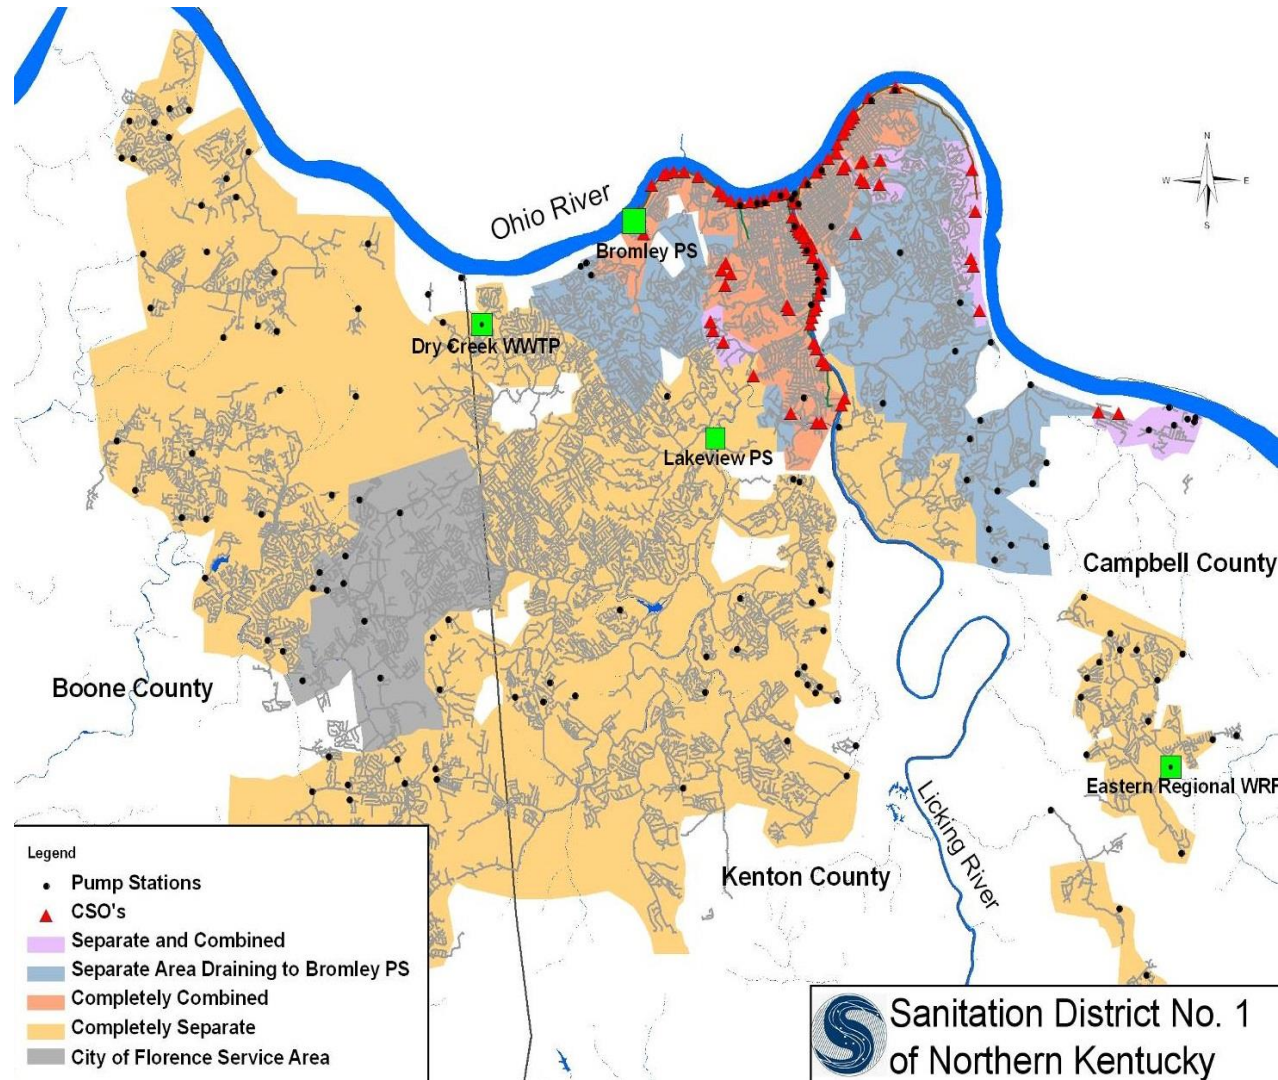 N
W
E
S
Ohio River
Bromley PS
Dry Creek WWTP
Lakeview PS
Campbell County
Boone County
Eastern Regional WRF
Licking River
Kenton County
Legend
Pump Stations
CSO's
Separate and Combined
Separate Area Draining to Bromley PS
Completely Combined
Completely Separate
City of Florence Service Area
Sanitation District No. 1
of Northern Kentucky